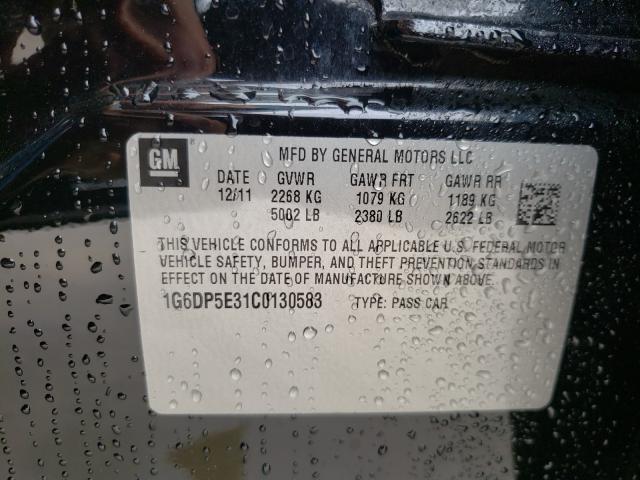 GM
MFD BY GENERAL MOTORS LLC
DATE GVWR GAWR FRT GAWR RR
12/11 2268 KG 1079 KG 1189 KG
5002 LB 2380 LB 2622 LB
THIS VEHICLE CONFORMS TO ALL APPLICABLE U.S. FEDERAL MOTOR
VEHICLE SAFETY, BUMPER, AND THEFT PREVENTION STANDARDS IN
EFFECT ON THE DATE OF MANUFACTURE SHOWN ABOVE.
1G6DP5E31C0130583 TYPE: PASS CAR